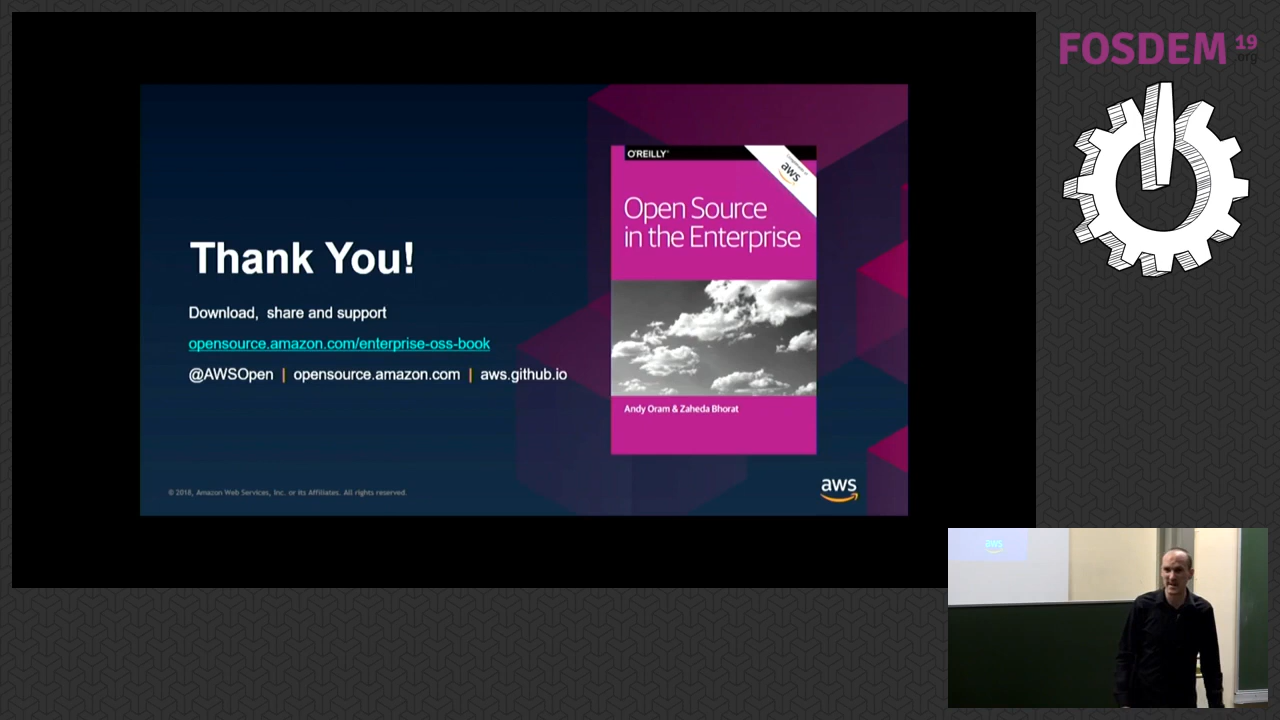 FOSDEM 19
.org
O'REILLY
aws
Open Source
in the Enterprise
Thank You!
Download, share and support
opensource.amazon.com/enterprise-oss-book
@AWSOpen | opensource.amazon.com | aws.github.io
Andy Oram & Zaheda Bhorat
© 2018, Amazon Web Services, Inc. or its Affiliates. All rights reserved.
aws
aws